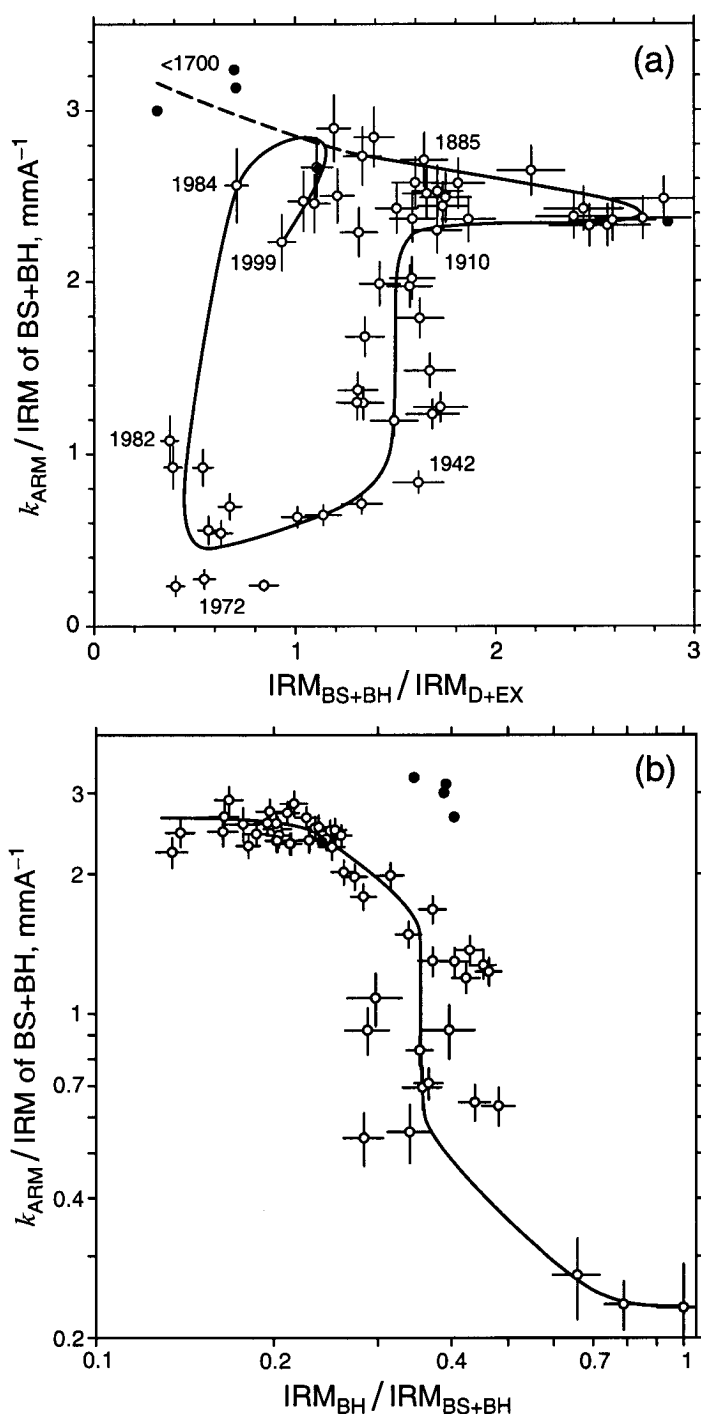 (a)
<1700
3
1885
1984
1999
2
1910
1982
1
1942
1972
0
0 1 2 3
k_ARM / IRM of BS+BH, mmA⁻¹
IRM_BS+BH / IRM_D+EX
(b)
3
2
1
0.7
0.4
0.2
0.1 0.2 0.4 0.7 1
k_ARM / IRM of BS+BH, mmA⁻¹
IRM_BH / IRM_BS+BH